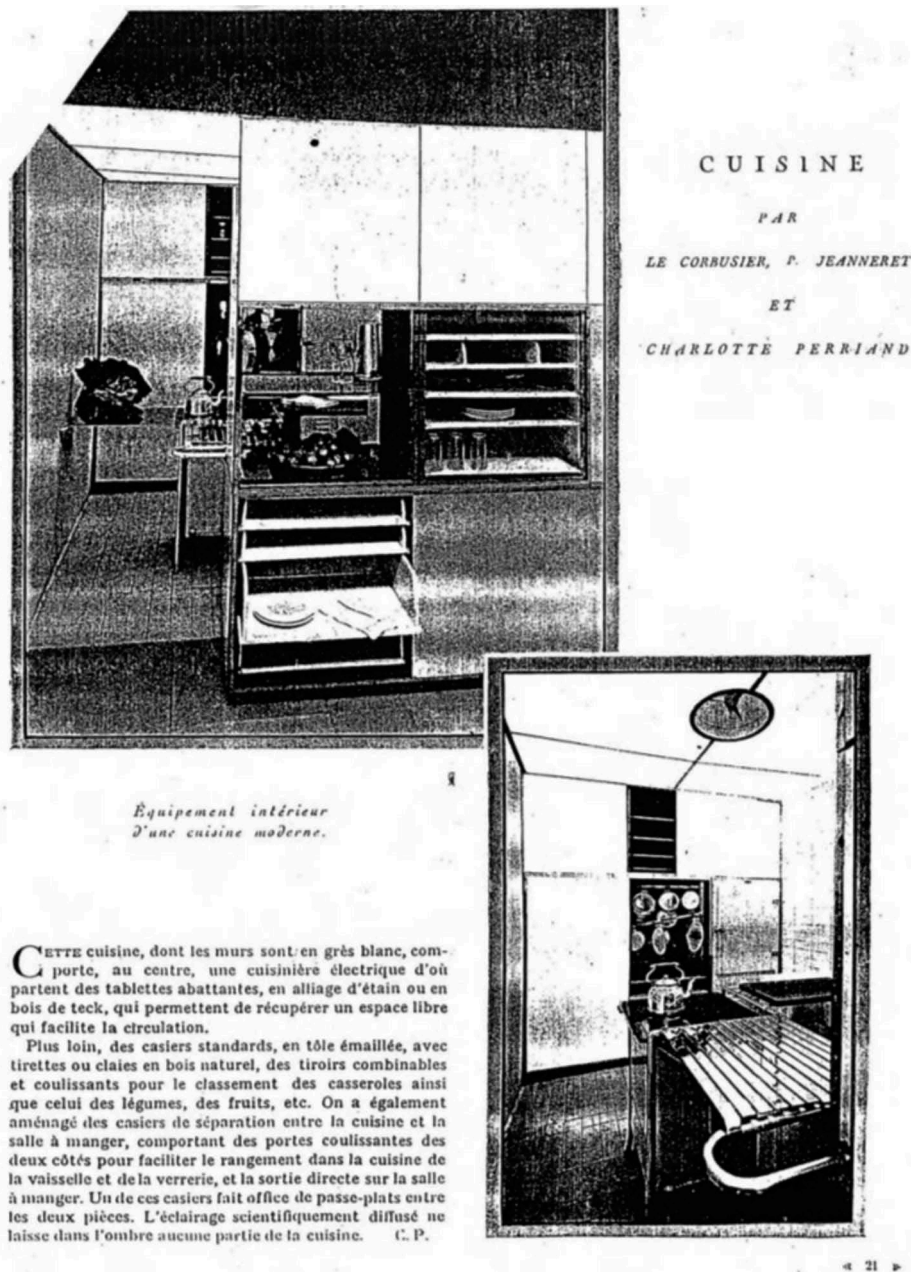 CUISINE
PAR
LE CORBUSIER, P. JEANNERET
ET
CHARLOTTE PERRIAND
Équipement intérieur
d'une cuisine moderne.
CETTE cuisine, dont les murs sont en grès blanc, com-
porte, au centre, une cuisinière électrique d'où
partent des tablettes abattantes, en alliage d'étain ou en
bois de teck, qui permettent de récupérer un espace libre
qui facilite la circulation.
Plus loin, des casiers standards, en tôle émaillée, avec
tirettes ou claies en bois naturel, des tiroirs combinables
et coulissants pour le classement des casseroles ainsi
que celui des légumes, des fruits, etc. On a également
aménagé des casiers de séparation entre la cuisine et la
salle à manger, comportant des portes coulissantes des
deux côtés pour faciliter le rangement dans la cuisine de
la vaisselle et de la verrerie, et la sortie directe sur la salle
à manger. Un de ces casiers fait office de passe-plats entre
les deux pièces. L'éclairage scientifiquement diffusé ne
laisse dans l'ombre aucune partie de la cuisine. C. P.
21